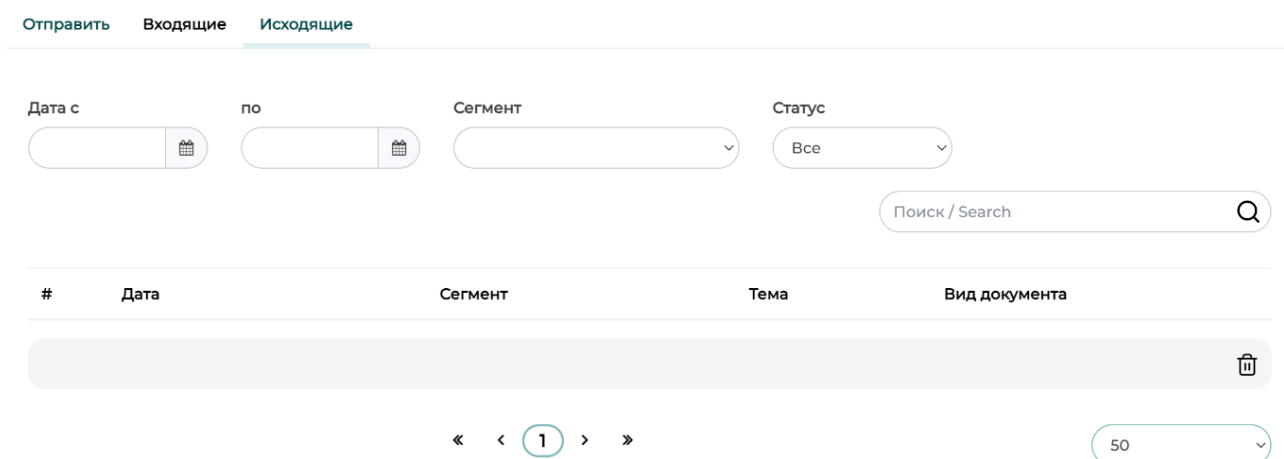 Отправить Входящие Исходящие
Дата с по Сегмент Статус
Все
Поиск / Search
# Дата Сегмент Тема Вид документа
« ‹ 1 › »
50